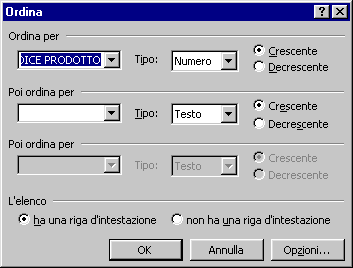 Ordina
Ordina per
DICE PRODOTTO Tipo: Numero Crescente
Decrescente
Poi ordina per
Tipo: Testo Crescente
Decrescente
Poi ordina per
Tipo: Testo Crescente
Decrescente
L'elenco
ha una riga d'intestazione non ha una riga d'intestazione
OK Annulla Opzioni...